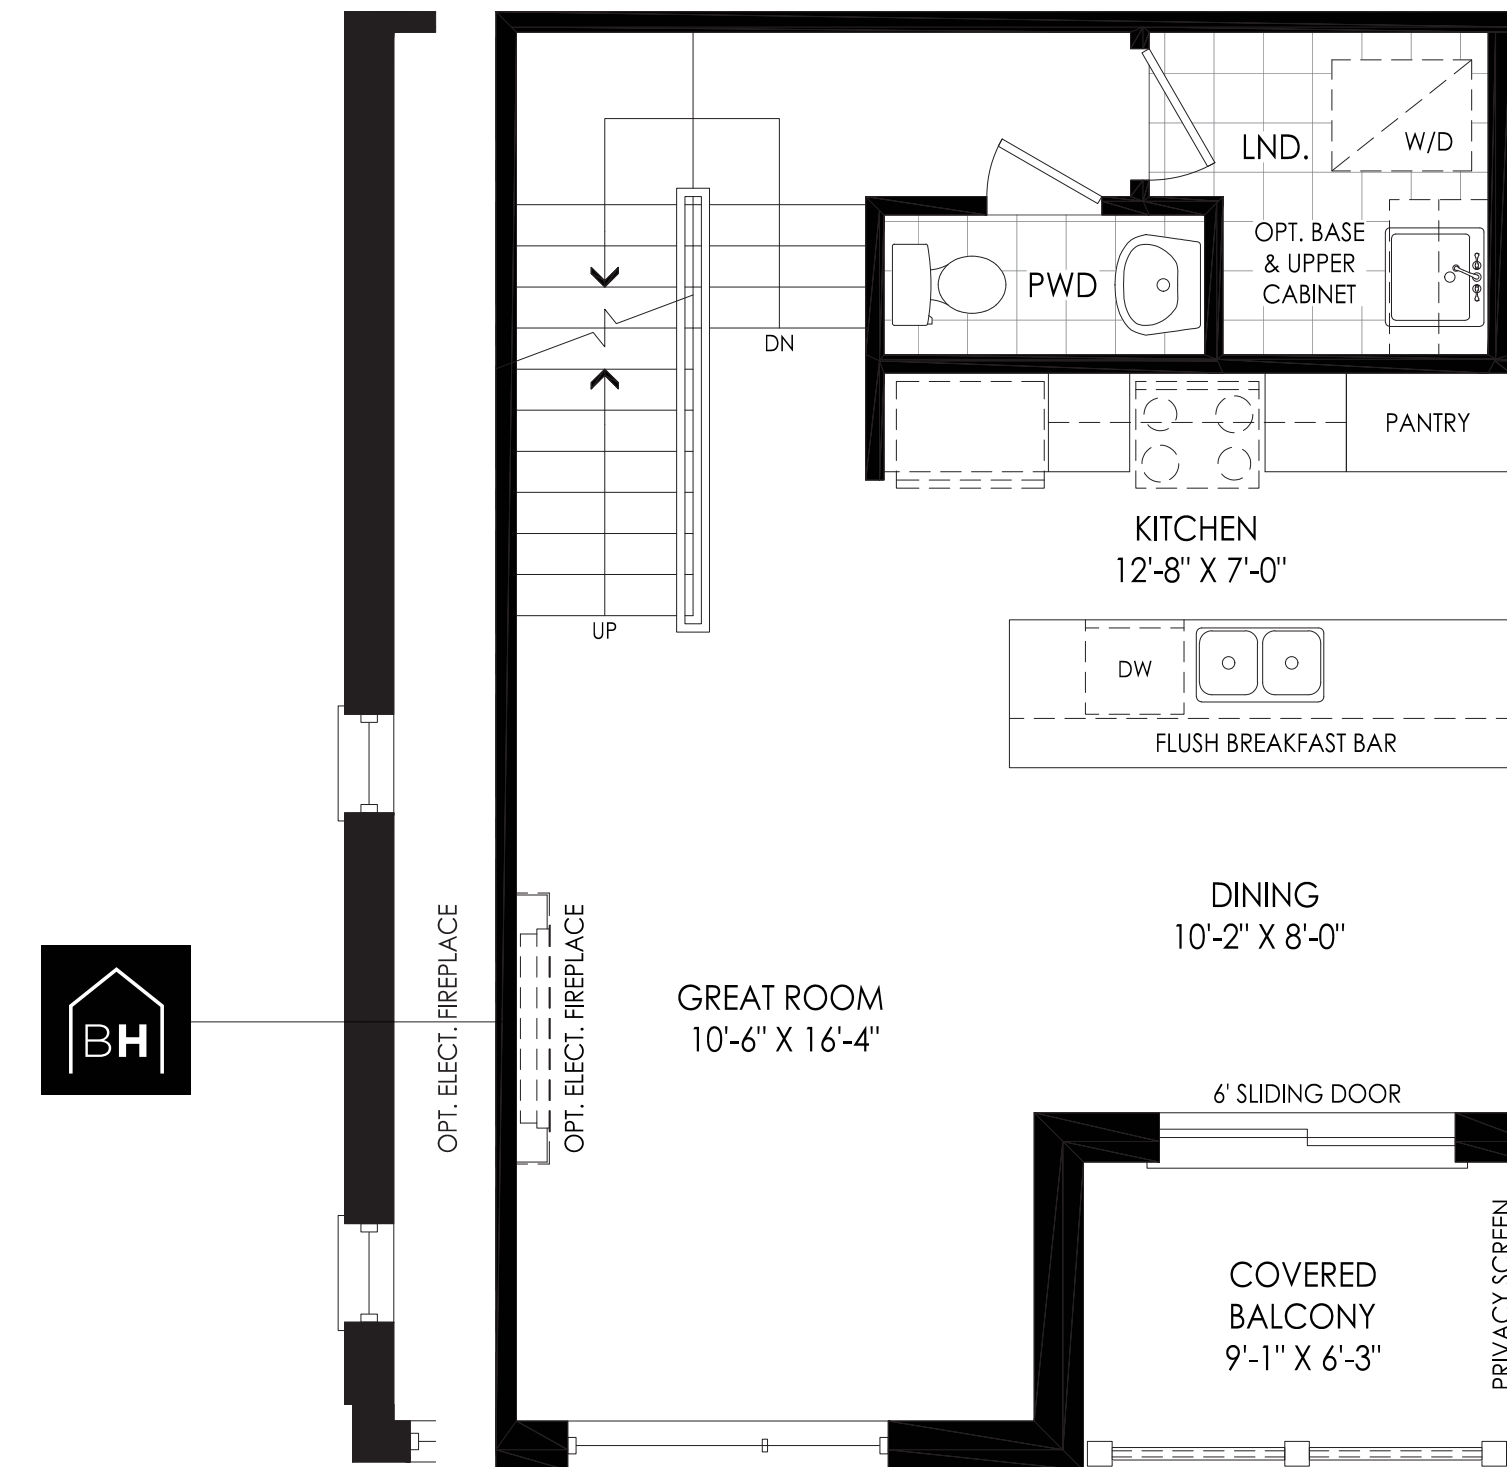 LND.
W/D
OPT. BASE
& UPPER
CABINET
PWD
DN
PANTRY
KITCHEN
12'-8" X 7'-0"
UP
DW
FLUSH BREAKFAST BAR
DINING
10'-2" X 8'-0"
OPT. ELECT. FIREPLACE
OPT. ELECT. FIREPLACE
GREAT ROOM
10'-6" X 16'-4"
BH
6' SLIDING DOOR
COVERED
BALCONY
9'-1" X 6'-3"
PRIVACY SCREEN